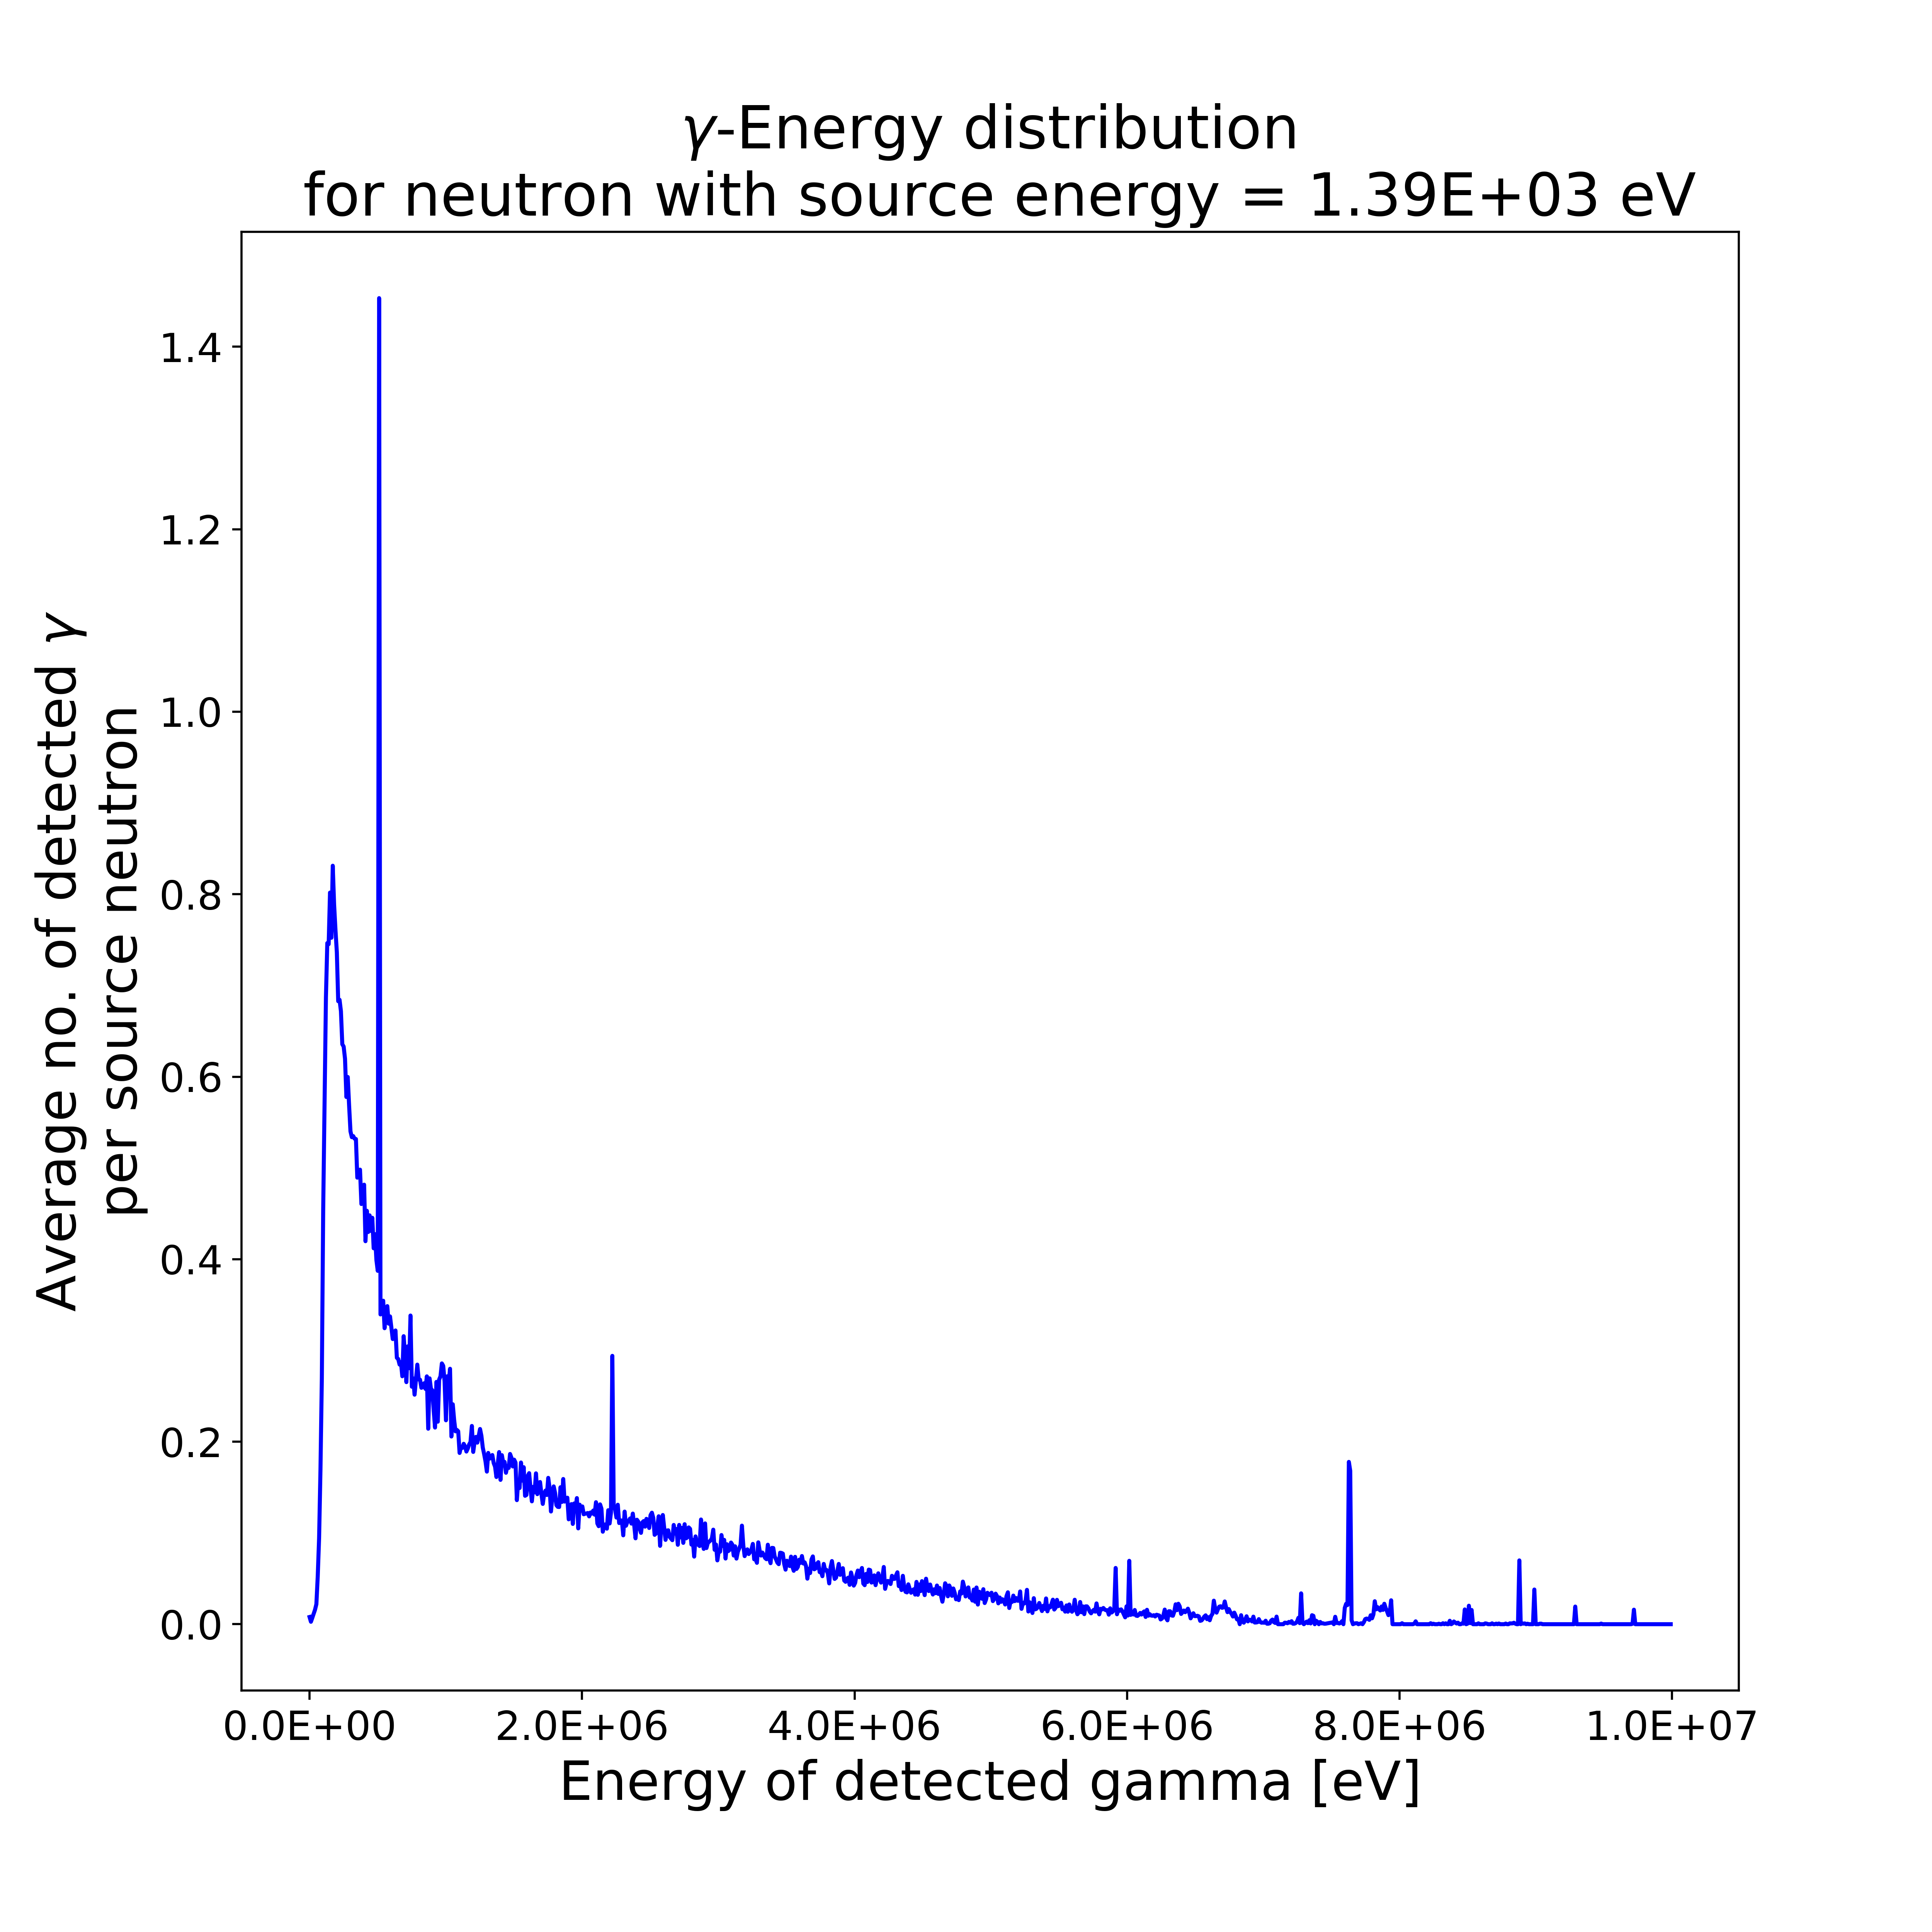 γ-Energy distribution
for neutron with source energy = 1.39E+03 eV
Average no. of detected γ
per source neutron
1.4
1.2
1.0
0.8
0.6
0.4
0.2
0.0
0.0E+00 2.0E+06 4.0E+06 6.0E+06 8.0E+06 1.0E+07
Energy of detected gamma [eV]